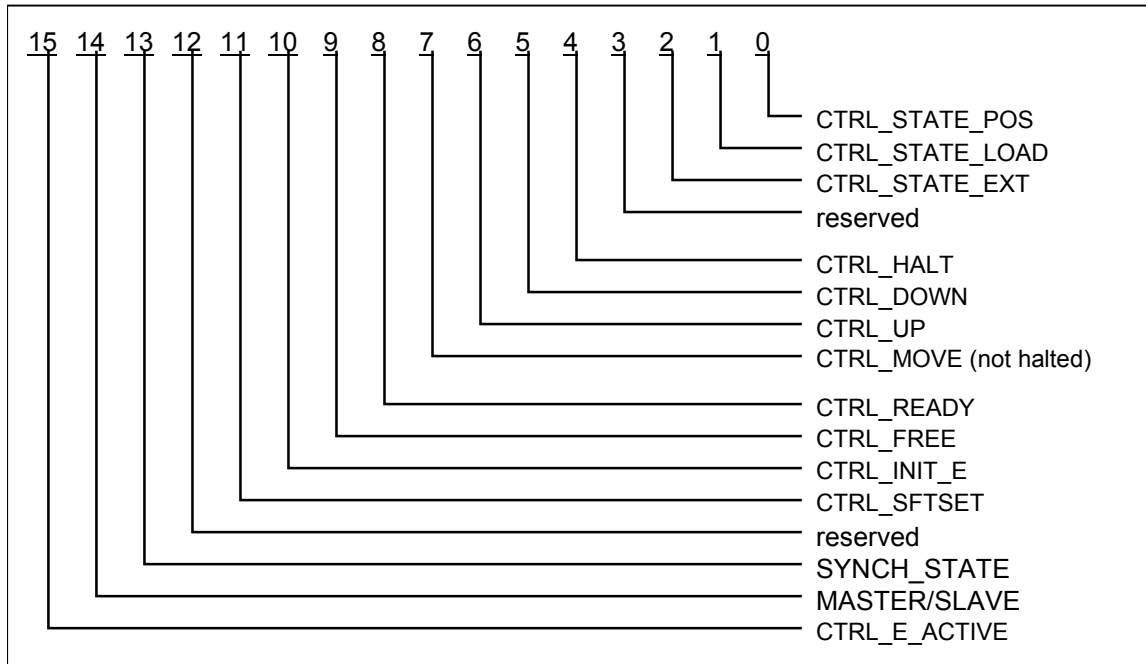 15 14 13 12 11 10 9 8 7 6 5 4 3 2 1 0
CTRL_STATE_POS
CTRL_STATE_LOAD
CTRL_STATE_EXT
reserved
CTRL_HALT
CTRL_DOWN
CTRL_UP
CTRL_MOVE (not halted)
CTRL_READY
CTRL_FREE
CTRL_INIT_E
CTRL_SFTSET
reserved
SYNCH_STATE
MASTER/SLAVE
CTRL_E_ACTIVE